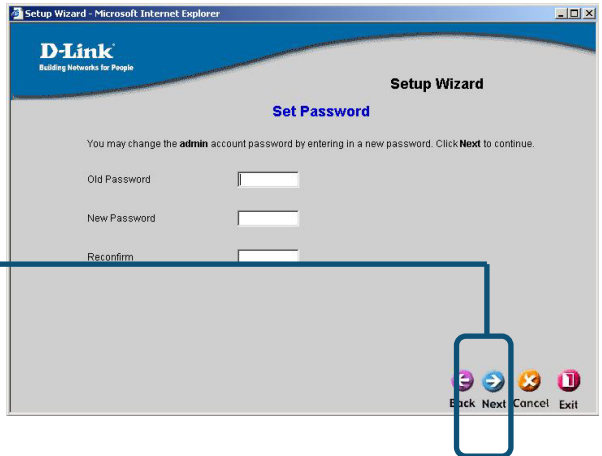 Setup Wizard - Microsoft Internet Explorer
D-Link
Building Networks for People
Setup Wizard
Set Password
You may change the admin account password by entering in a new password. Click Next to continue.
Old Password
New Password
Reconfirm
Back Next Cancel Exit